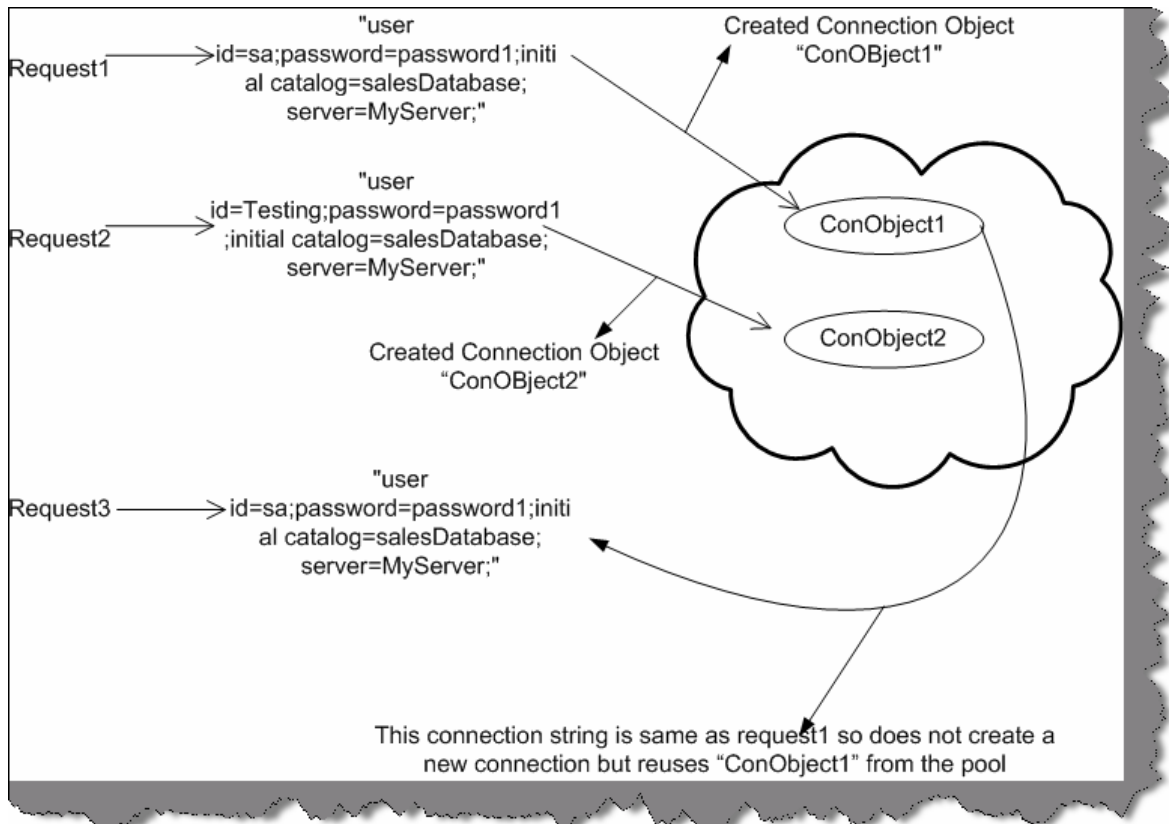 Request1
"user
id=sa;password=password1;initi
al catalog=salesDatabase;
server=MyServer;"
Created Connection Object
“ConOBject1"
Request2
"user
id=Testing;password=password1
;initial catalog=salesDatabase;
server=MyServer;"
Created Connection Object
“ConOBject2"
ConObject1
ConObject2
Request3
"user
id=sa;password=password1;initi
al catalog=salesDatabase;
server=MyServer;"
This connection string is same as request1 so does not create a
new connection but reuses “ConObject1” from the pool